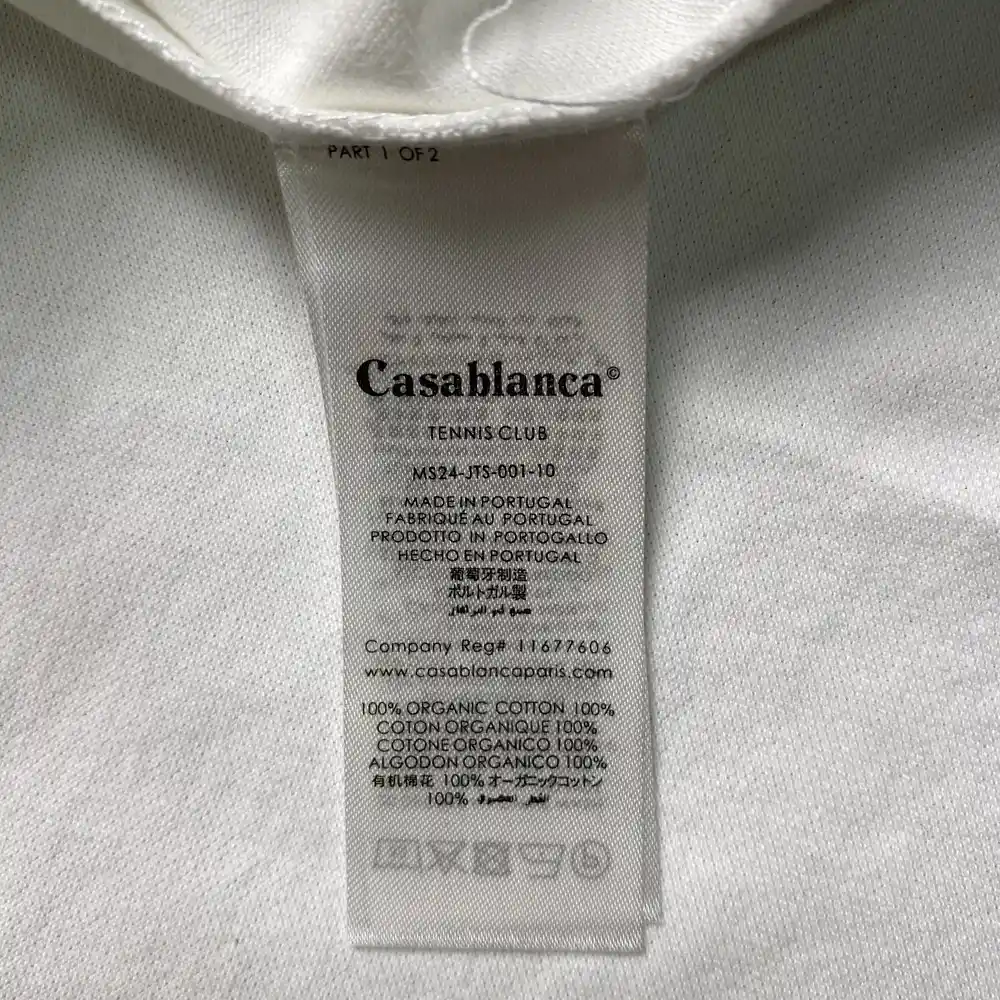 PART 1 OF 2
Casablanca©
TENNIS CLUB
MS24-JTS-001-10
MADE IN PORTUGAL
FABRIQUÉ AU PORTUGAL
PRODOTTO IN PORTOGALLO
HECHO EN PORTUGAL
葡萄牙制造
ポルトガル製
Company Reg# 11677606
www.casablancaparis.com
100% ORGANIC COTTON 100%
COTON ORGANIQUE 100%
COTONE ORGANICO 100%
ALGODON ORGANICO 100%
有机棉花 100% オーガニックコットン
100%